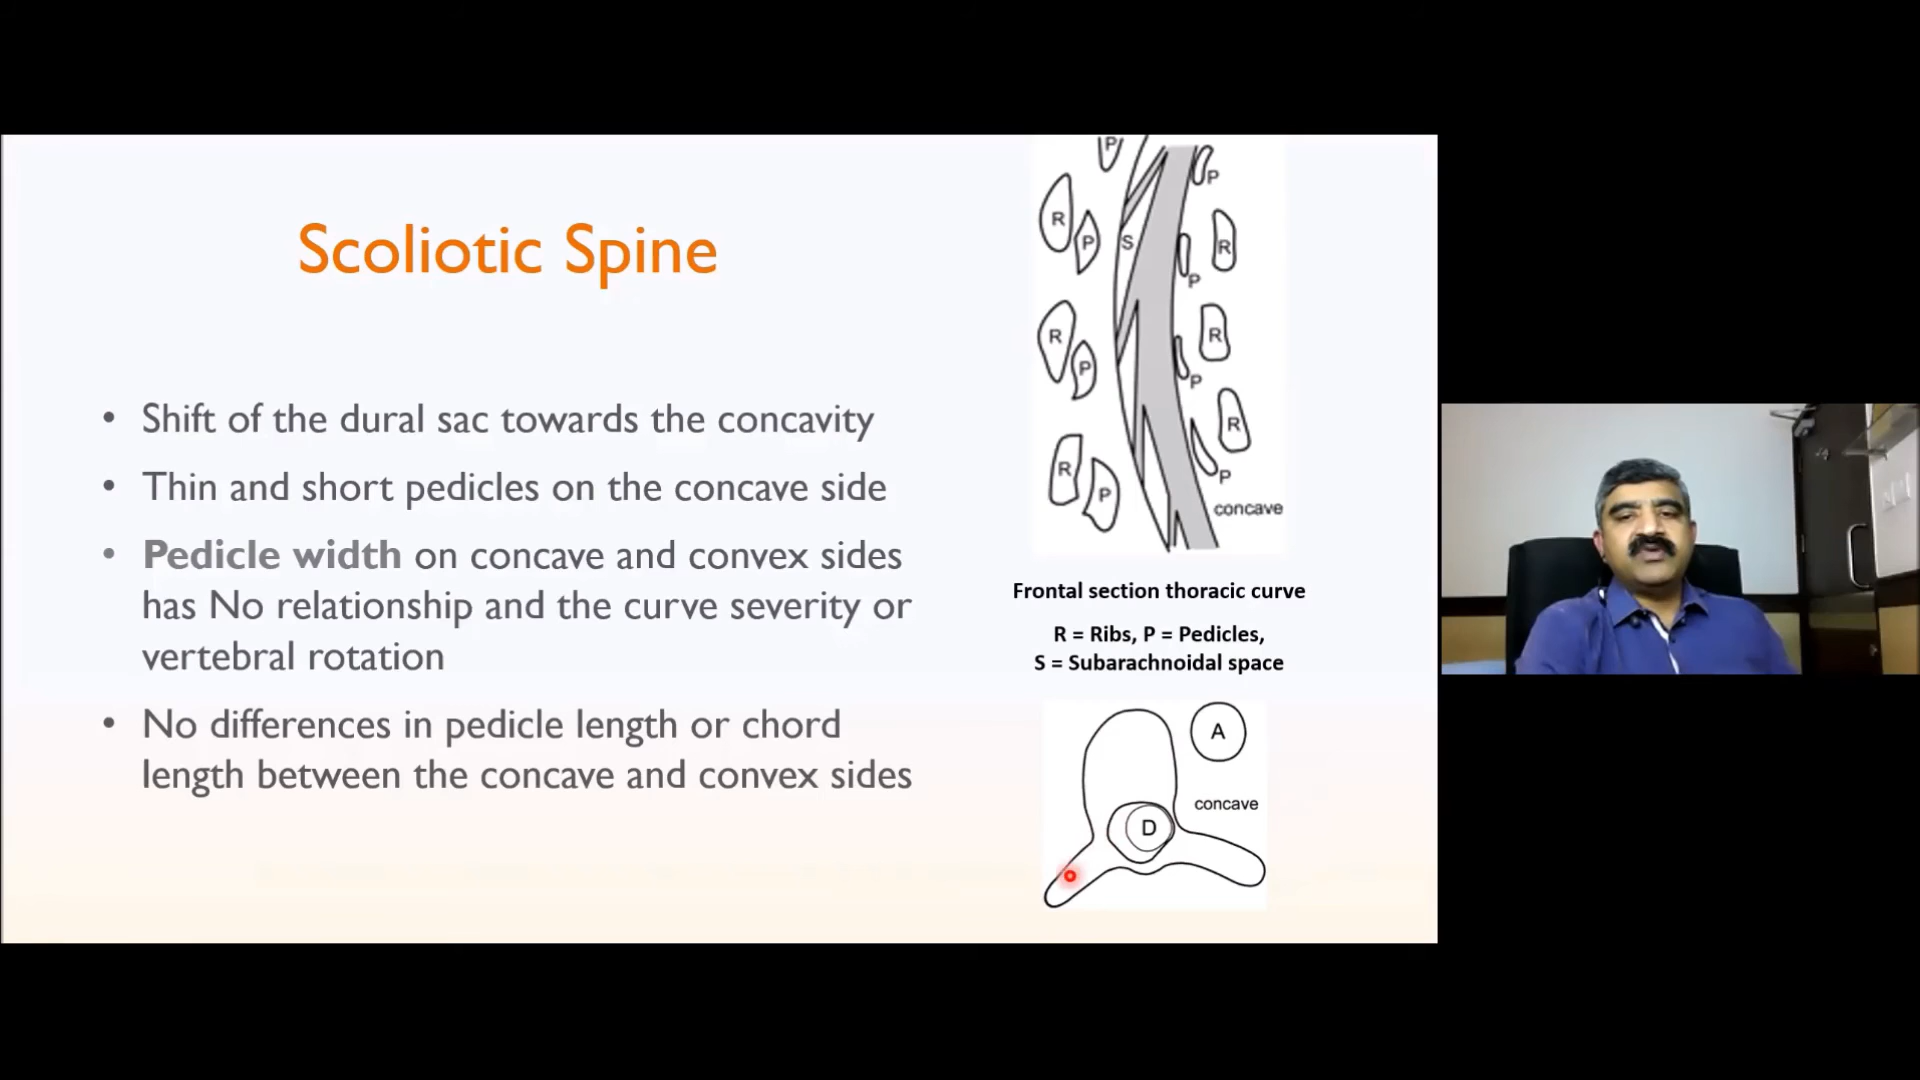 Scoliotic Spine
• Shift of the dural sac towards the concavity
• Thin and short pedicles on the concave side
• Pedicle width on concave and convex sides
has No relationship and the curve severity or
vertebral rotation
• No differences in pedicle length or chord
length between the concave and convex sides
P
P
R
P
S
R
P
R
P
R
P
R
R
P
P
concave
Frontal section thoracic curve
R = Ribs, P = Pedicles,
S = Subarachnoidal space
A
concave
D